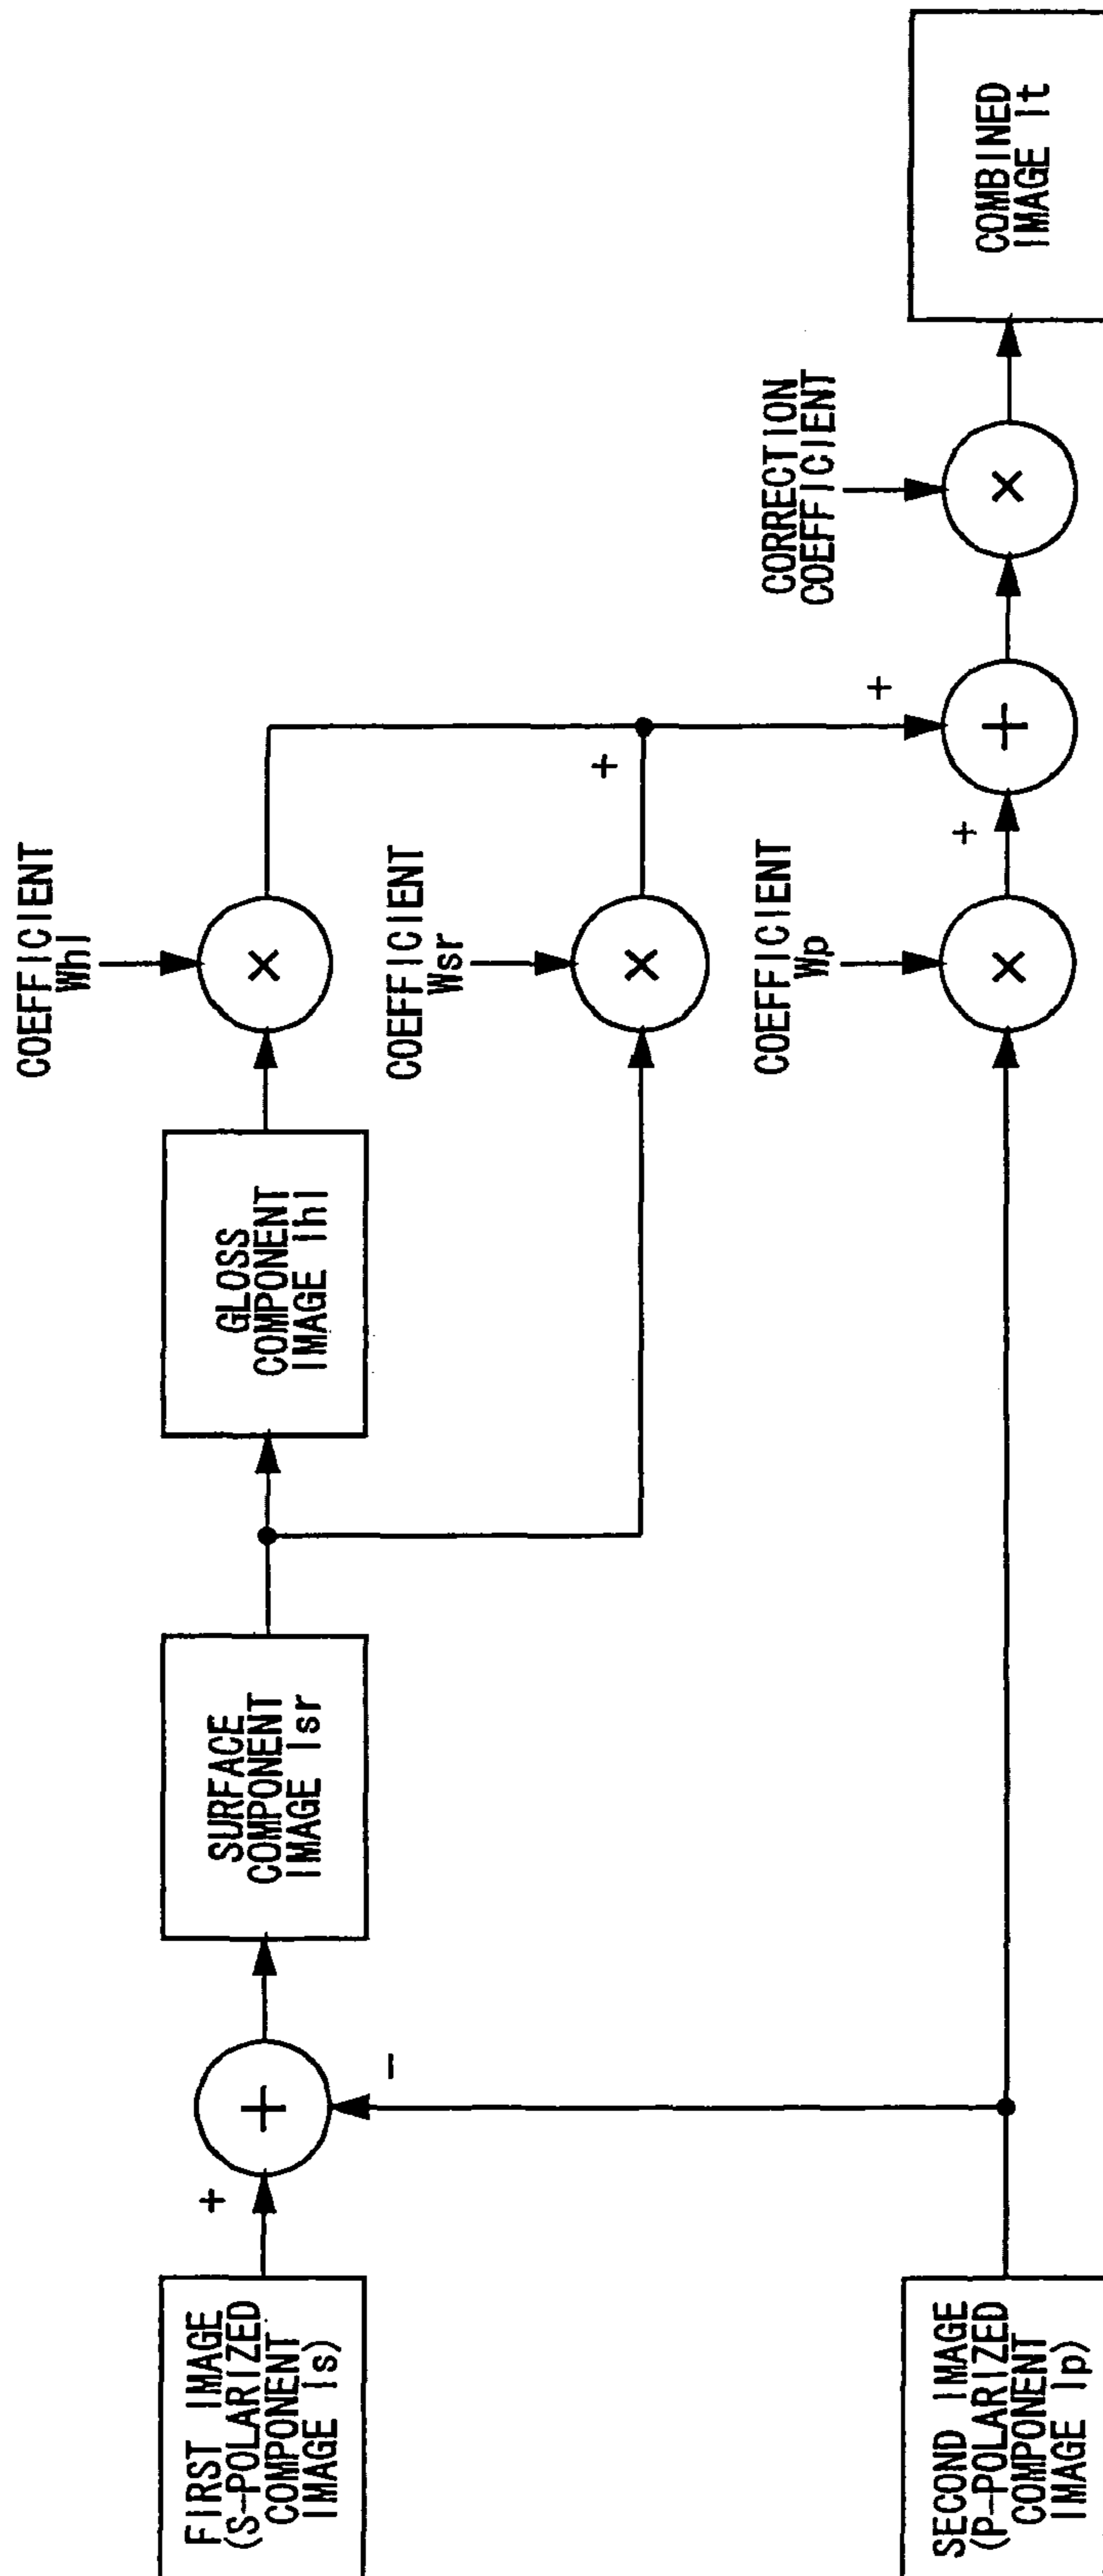 FIRST IMAGE
(S-POLARIZED
COMPONENT
IMAGE Is)
+
+
-
SURFACE
COMPONENT
IMAGE Isr
GLOSS
COMPONENT
IMAGE Ihl
COEFFICIENT
Whl
×
COEFFICIENT
Wsr
×
+
SECOND IMAGE
(P-POLARIZED
COMPONENT
IMAGE Ip)
COEFFICIENT
Wp
×
+
+
+
CORRECTION
COEFFICIENT
×
COMBINED
IMAGE It